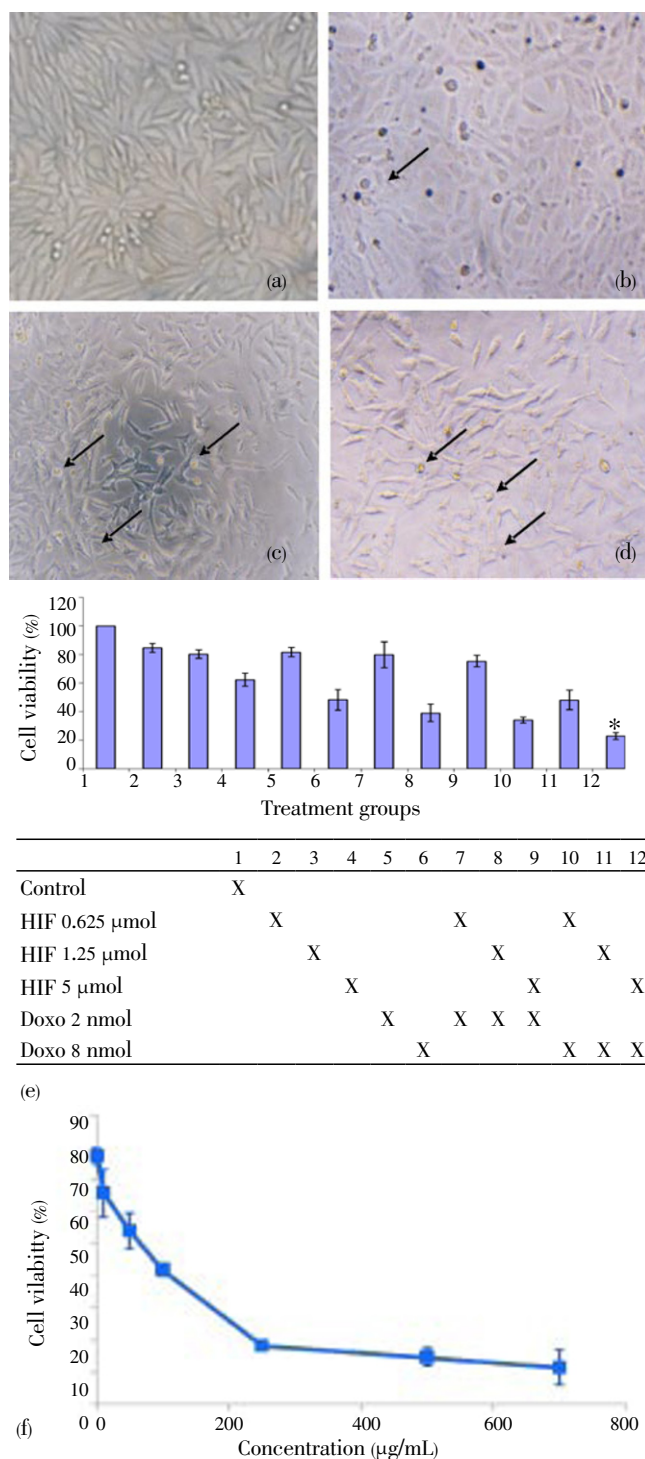 (a)
(b)
(c)
(d)
120
100
80
60
40
20
0
Cell viability (%)
1 2 3 4 5 6 7 8 9 10 11 12
*
Treatment groups
1 2 3 4 5 6 7 8 9 10 11 12
Control X
HIF 0.625 μmol X X X
HIF 1.25 μmol X X X
HIF 5 μmol X X X
Doxo 2 nmol X X X X
Doxo 8 nmol X X X X
(e)
90
80
70
60
50
40
30
20
10
0 0 200 400 600 800
Cell vilabitty (%)
(f)
Concentration (μg/mL)